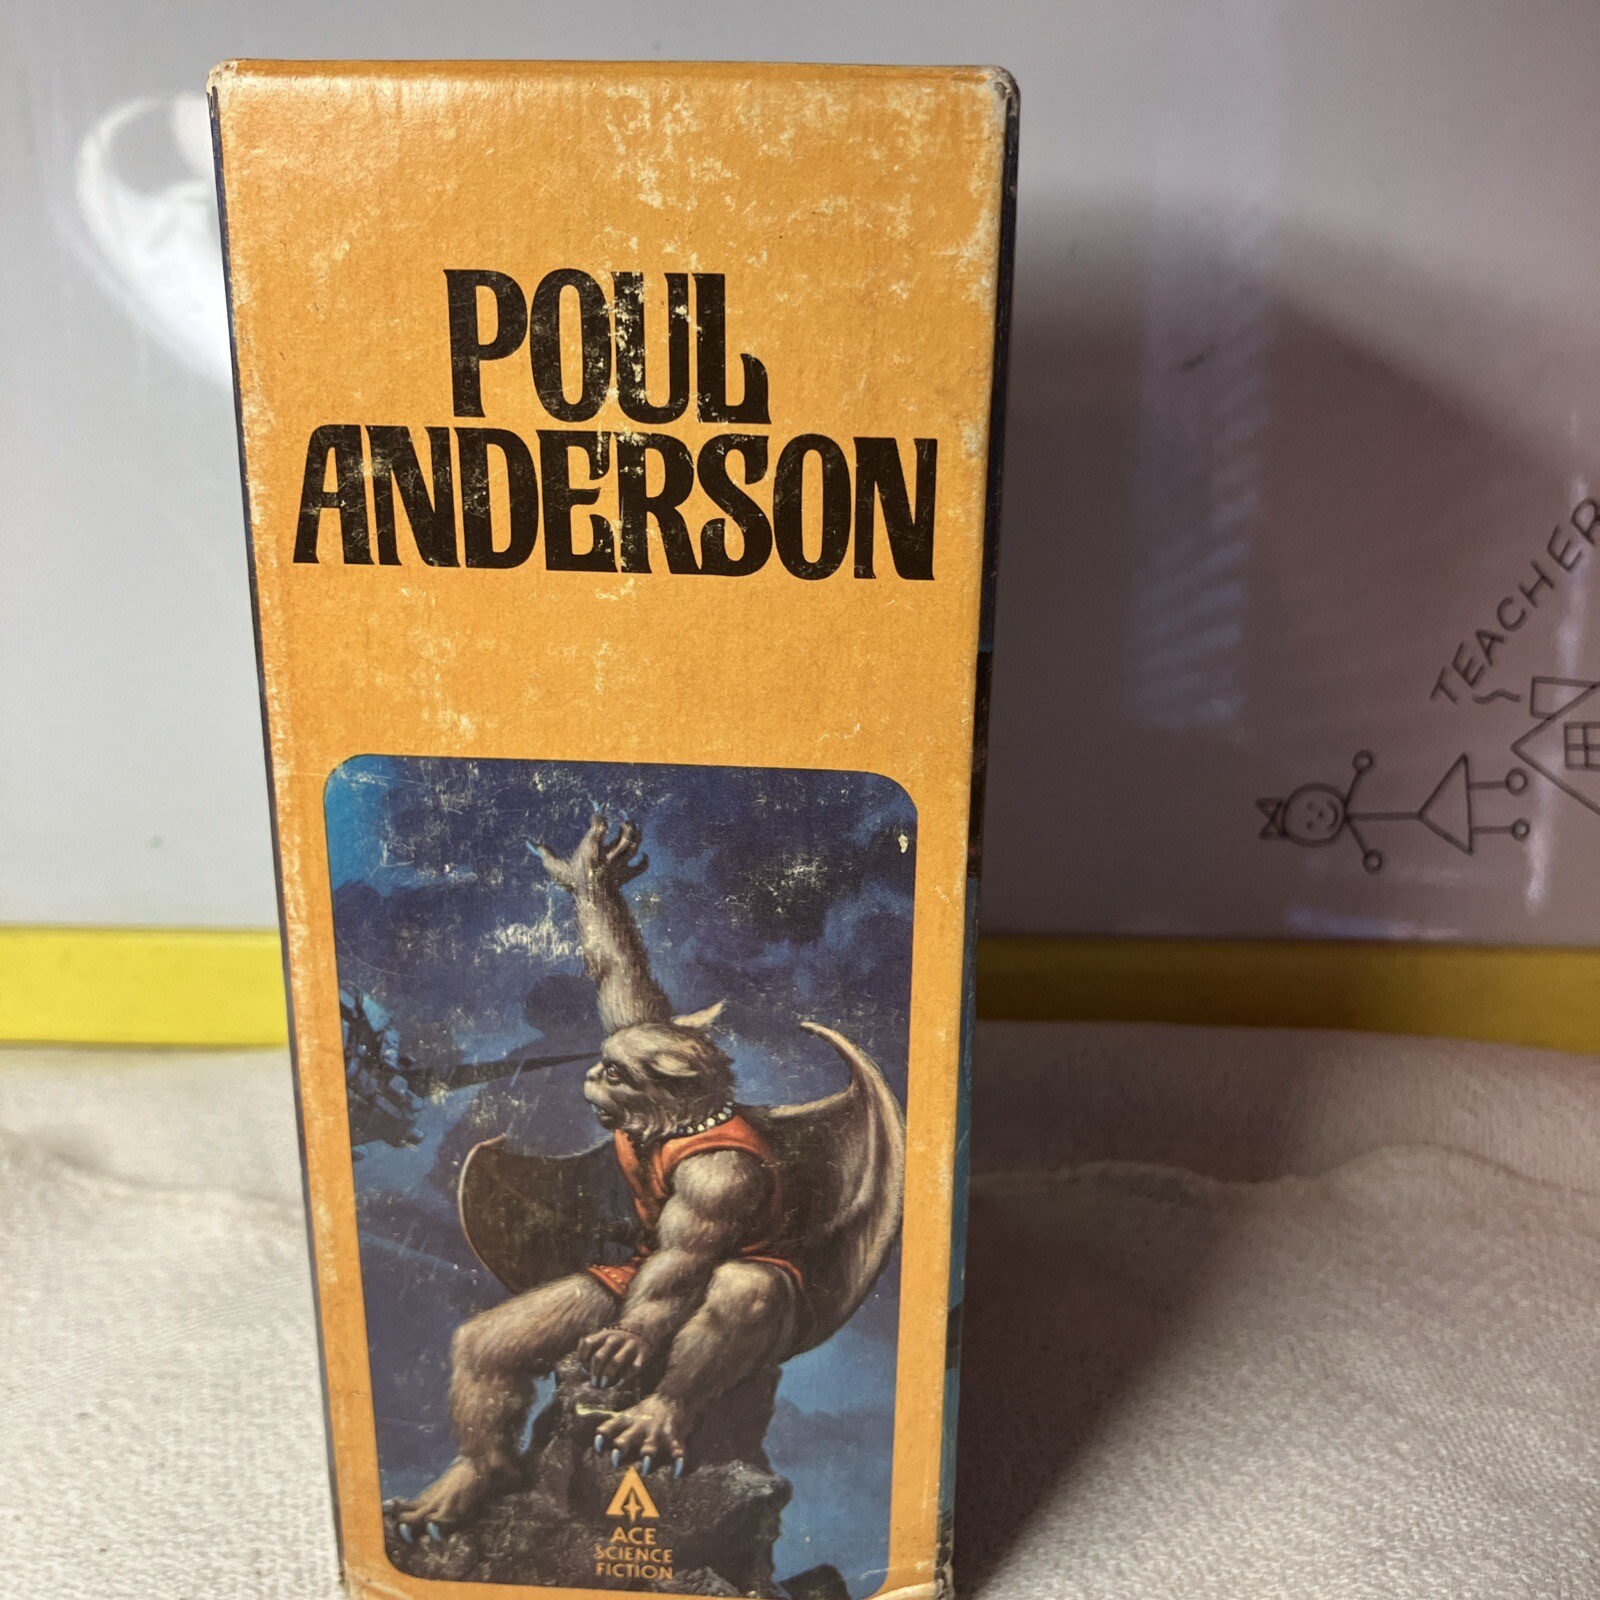 POUL
ANDERSON
TEACHER
ACE
SCIENCE
FICTION